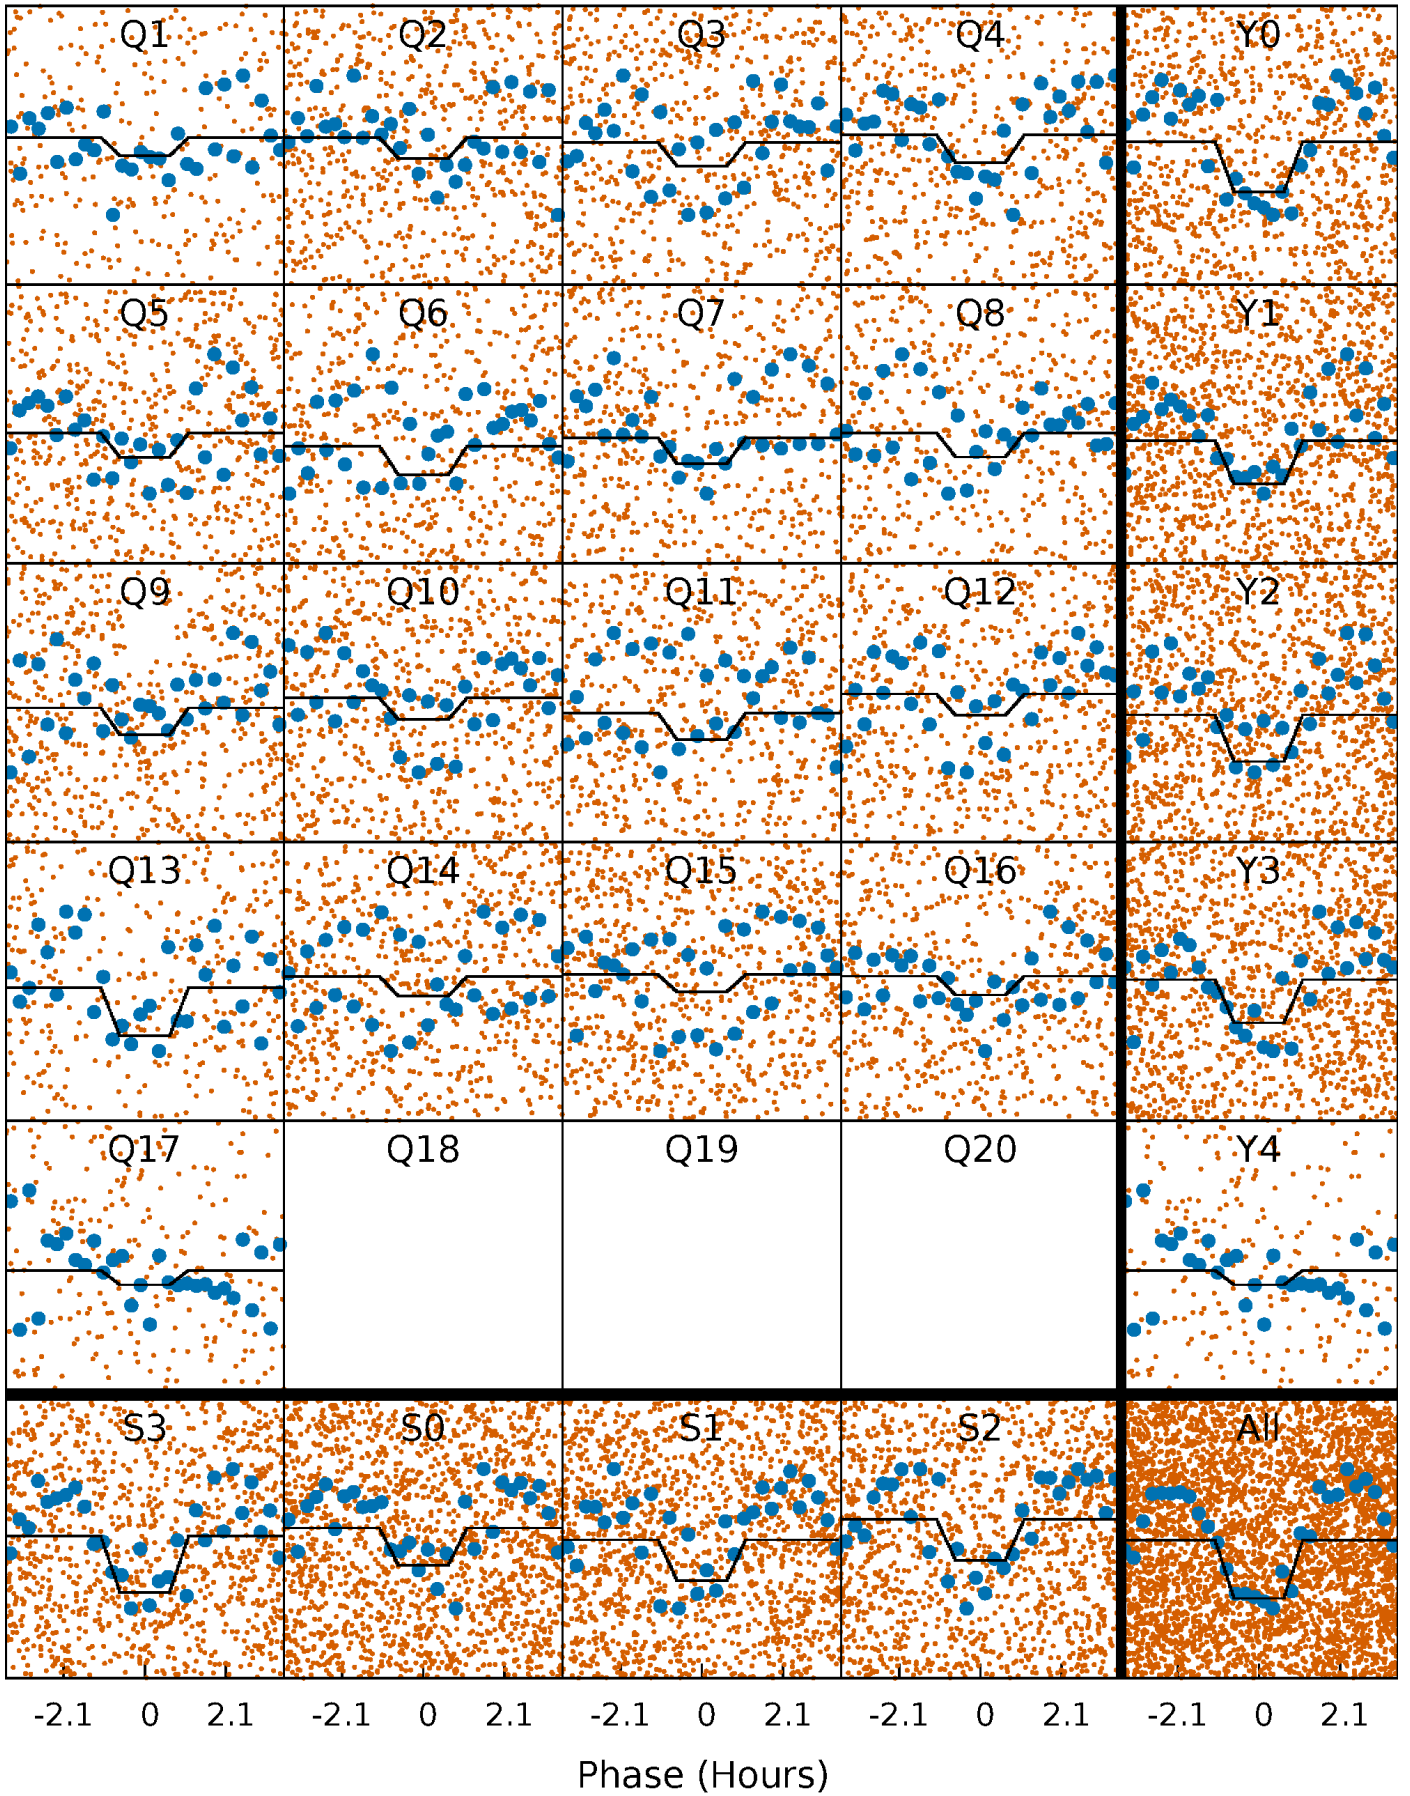 Q1 Q2 Q3 Q4 Y0
Q5 Q6 Q7 Q8 Y1
Q9 Q10 Q11 Q12 Y2
Q13 Q14 Q15 Q16 Y3
Q17 Q18 Q19 Q20 Y4
S3 S0 S1 S2 All
-2.1 0 2.1 -2.1 0 2.1 -2.1 0 2.1 -2.1 0 2.1 -2.1 0 2.1
Phase (Hours)